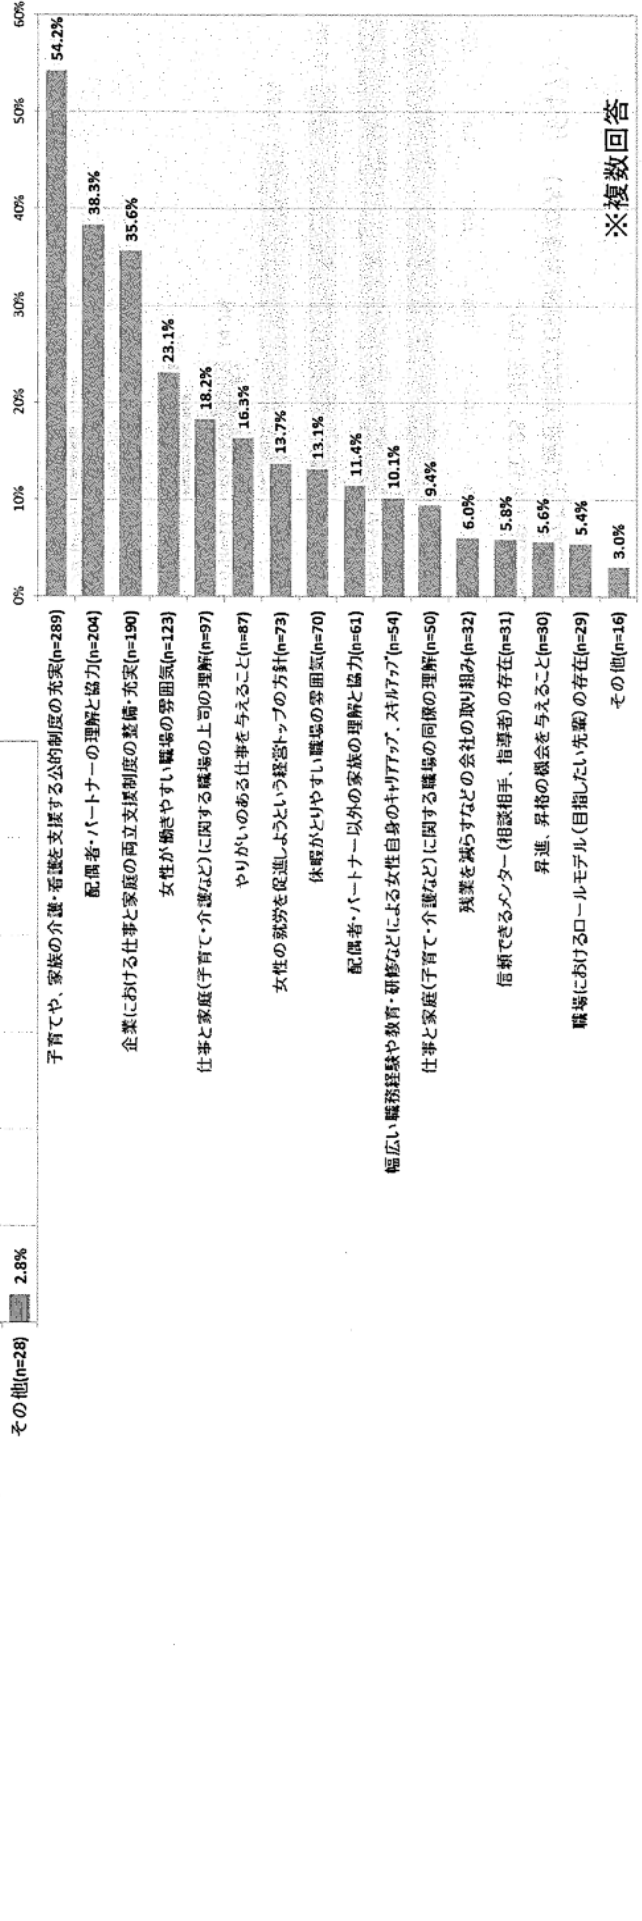 その他(n=28) 2.8%
0% 10% 20% 30% 40% 50% 60%
子育てや、家族の介護・看護を支援する公的制度の充実(n=289) 54.2%
配偶者・パートナーの理解と協力(n=204) 38.3%
企業における仕事と家庭の両立支援制度の整備・充実(n=190) 35.6%
女性が働きやすい職場の雰囲気(n=123) 23.1%
仕事と家庭(子育て・介護など)に関する職場の上司の理解(n=97) 18.2%
やりがいのある仕事を与えること(n=87) 16.3%
女性の就労を促進しようという経営トップの方針(n=73) 13.7%
休暇がとりやすい職場の雰囲気(n=70) 13.1%
配偶者・パートナー以外の家族の理解と協力(n=61) 11.4%
幅広い職務経験や教育・研修などによる女性自身のキャリアアップ、スキルアップ(n=54) 10.1%
仕事と家庭(子育て・介護など)に関する職場の同僚の理解(n=50) 9.4%
残業を減らすなどの会社の取り組み(n=32) 6.0%
信頼できるメンター(相談相手、指導者)の存在(n=31) 5.8%
昇進、昇格の機会を与えること(n=30) 5.6%
職場におけるロールモデル(目指したい先輩)の存在(n=29) 5.4%
その他(n=16) 3.0%
※複数回答